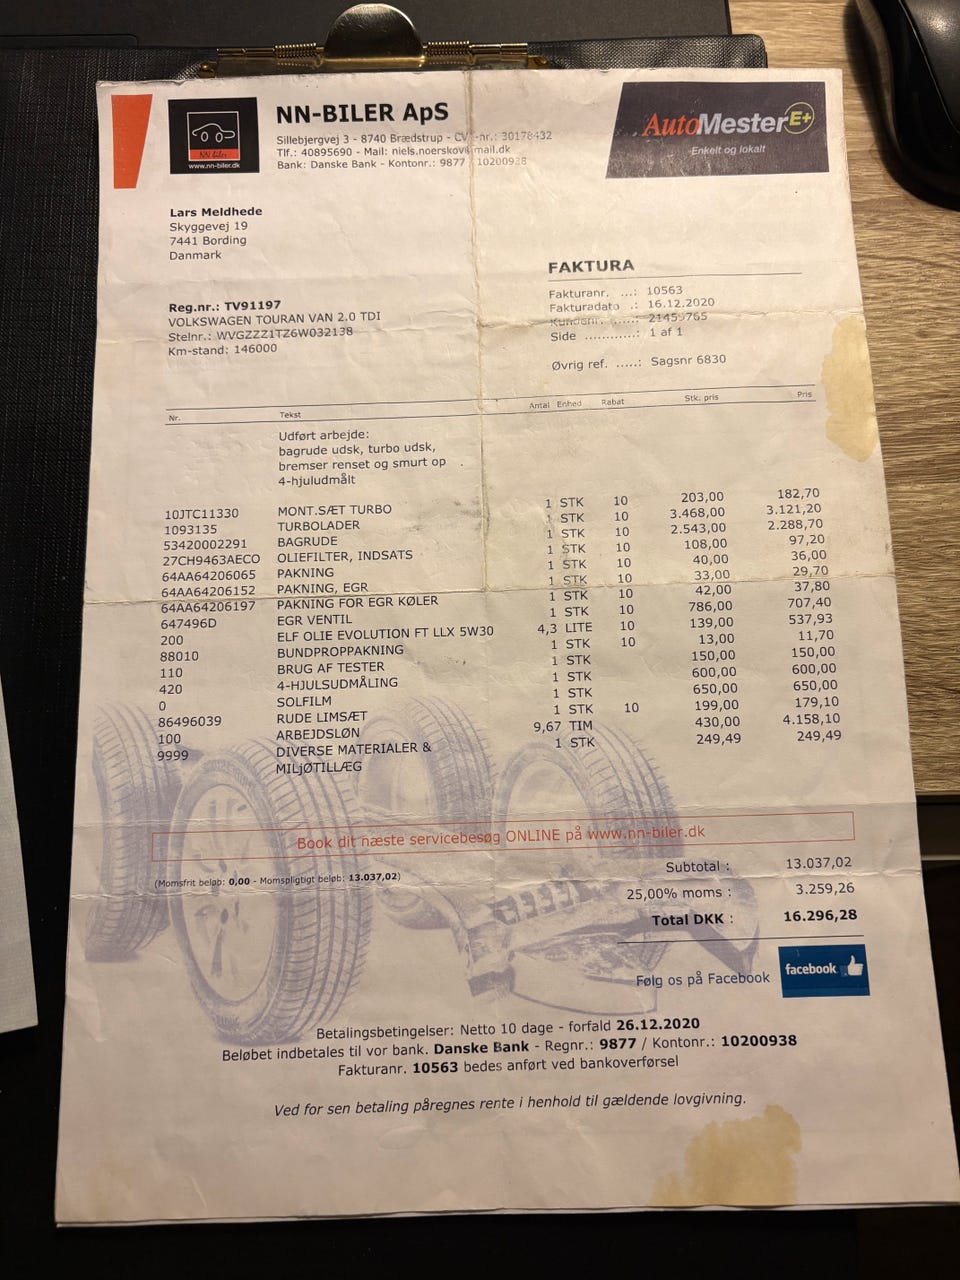 NN-BILER ApS
Sillebjergvej 3 - 8740 Brædstrup - CV -nr.: 30178432
Tlf.: 40895690 - Mail: niels.noerskov mail.dk
Bank: Danske Bank - Kontonr.: 9877 10200938
NN biler
www.nn-biler.dk
AutoMester E+
Enkelt og lokalt
Lars Meldhede
Skyggevej 19
7441 Bording
Danmark
FAKTURA
Fakturanr. ...: 10563
Fakturadato .: 16.12.2020
Kundenr. .....: 21459765
Side ............: 1 af 1
Øvrig ref. .....: Sagsnr 6830
Reg.nr.: TV91197
VOLKSWAGEN TOURAN VAN 2.0 TDI
Stelnr.: WVGZZZ1TZ6W032138
Km-stand: 146000
Nr. Tekst Antal Enhed Rabat Stk. pris Pris
Udført arbejde:
bagrude udsk, turbo udsk,
bremser renset og smurt op .
4-hjuludmålt
10JTC11330 MONT.SÆT TURBO 1 STK 10 203,00 182,70
1093135 TURBOLADER 1 STK 10 3.468,00 3.121,20
53420002291 BAGRUDE 1 STK 10 2.543,00 2.288,70
27CH9463AECO OLIEFILTER, INDSATS 1 STK 10 108,00 97,20
64AA64206065 PAKNING 1 STK 10 40,00 36,00
64AA64206152 PAKNING, EGR 1 STK 10 33,00 29,70
64AA64206197 PAKNING FOR EGR KØLER 1 STK 10 42,00 37,80
647496D EGR VENTIL 1 STK 10 786,00 707,40
200 ELF OLIE EVOLUTION FT LLX 5W30 4,3 LITE 10 139,00 537,93
88010 BUNDPROPPAKNING 1 STK 10 13,00 11,70
110 BRUG AF TESTER 1 STK 150,00 150,00
420 4-HJULSUDMÅLING 1 STK 600,00 600,00
0 SOLFILM 1 STK 650,00 650,00
86496039 RUDE LIMSÆT 1 STK 10 199,00 179,10
100 ARBEJDSLØN 9,67 TIM 430,00 4.158,10
9999 DIVERSE MATERIALER & 1 STK 249,49 249,49
MILJØTILLÆG
Book dit næste servicebesøg ONLINE på www.nn-biler.dk
(Momsfrit beløb: 0,00 - Momspligtigt beløb: 13.037,02)
Subtotal : 13.037,02
25,00% moms : 3.259,26
Total DKK : 16.296,28
Følg os på Facebook
facebook
Betalingsbetingelser: Netto 10 dage - forfald 26.12.2020
Beløbet indbetales til vor bank. Danske Bank - Regnr.: 9877 / Kontonr.: 10200938
Fakturanr. 10563 bedes anført ved bankoverførsel
Ved for sen betaling påregnes rente i henhold til gældende lovgivning.